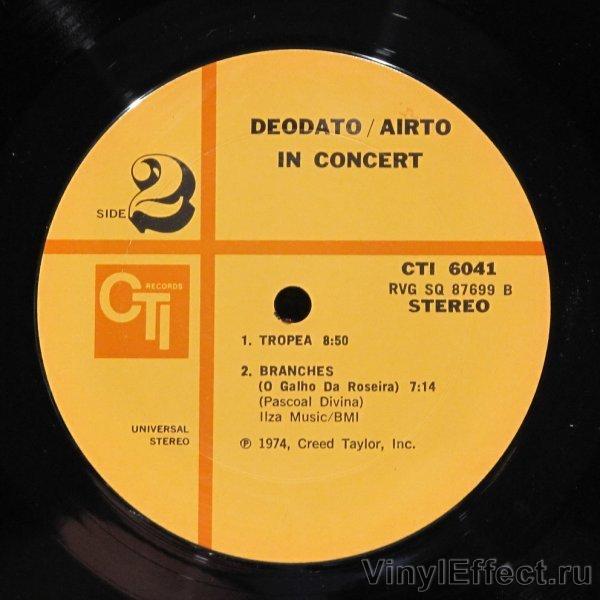 DEODATO / AIRTO
IN CONCERT
SIDE 2
CTI RECORDS
CTI 6041
RVG SQ 87699 B
STEREO
1. TROPEA 8:50
2. BRANCHES
(O Galho Da Roseira) 7:14
(Pascoal Divina)
Ilza Music/BMI
UNIVERSAL
STEREO
℗ 1974, Creed Taylor, Inc.
VinylEffect.ru